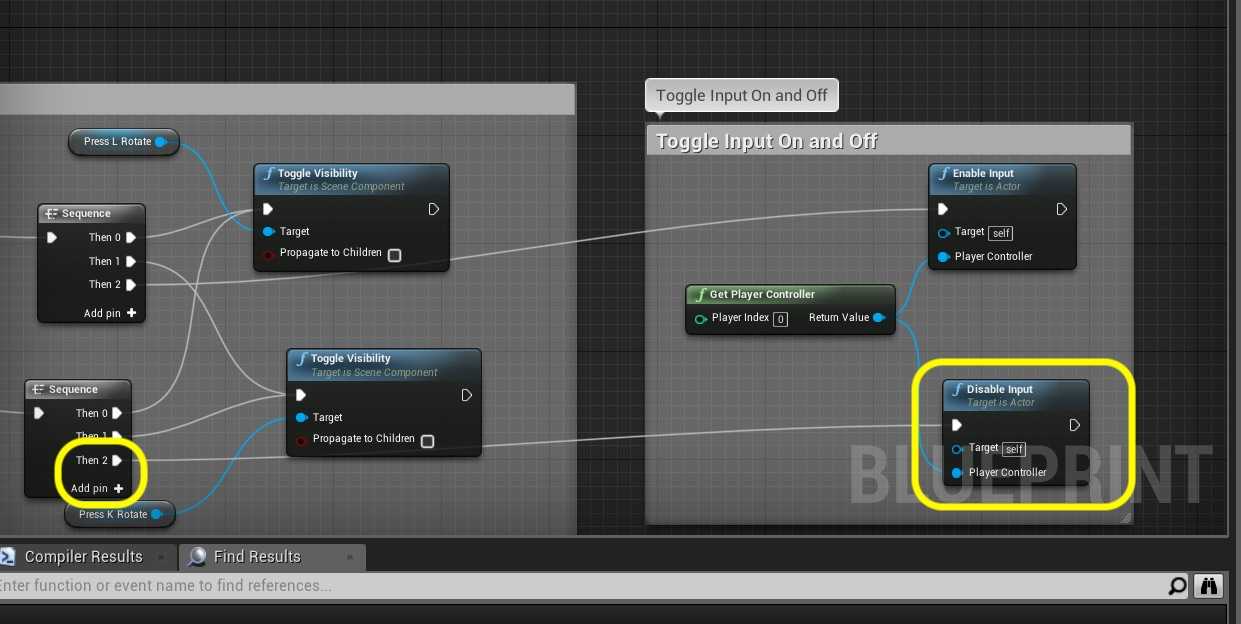 Toggle Input On and Off
Toggle Input On and Off
Press L Rotate
Toggle Visibility
Target is Scene Component
Target
Propagate to Children
Sequence
Then 0
Then 1
Then 2
Add pin
Enable Input
Target is Actor
Target self
Player Controller
Get Player Controller
Player Index 0 Return Value
Toggle Visibility
Target is Scene Component
Target
Propagate to Children
Sequence
Then 0
Then 1
Then 2
Add pin
Press K Rotate
Disable Input
Target is Actor
Target self
Player Controller
BLUEPRINT
Compiler Results
Find Results
Enter function or event name to find references...